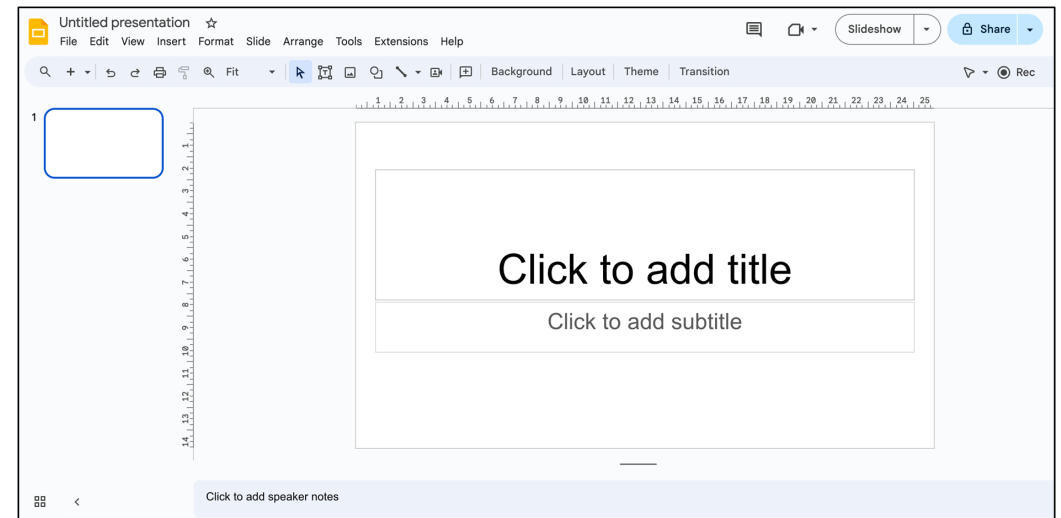 Untitled presentation
File Edit View Insert Format Slide Arrange Tools Extensions Help
Slideshow
Share
Fit
Background Layout Theme Transition
Rec
1 2 3 4 5 6 7 8 9 10 11 12 13 14 15 16 17 18 19 20 21 22 23 24 25
1
1 2 3 4 5 6 7 8 9 10 11 12 13 14
Click to add title
Click to add subtitle
Click to add speaker notes